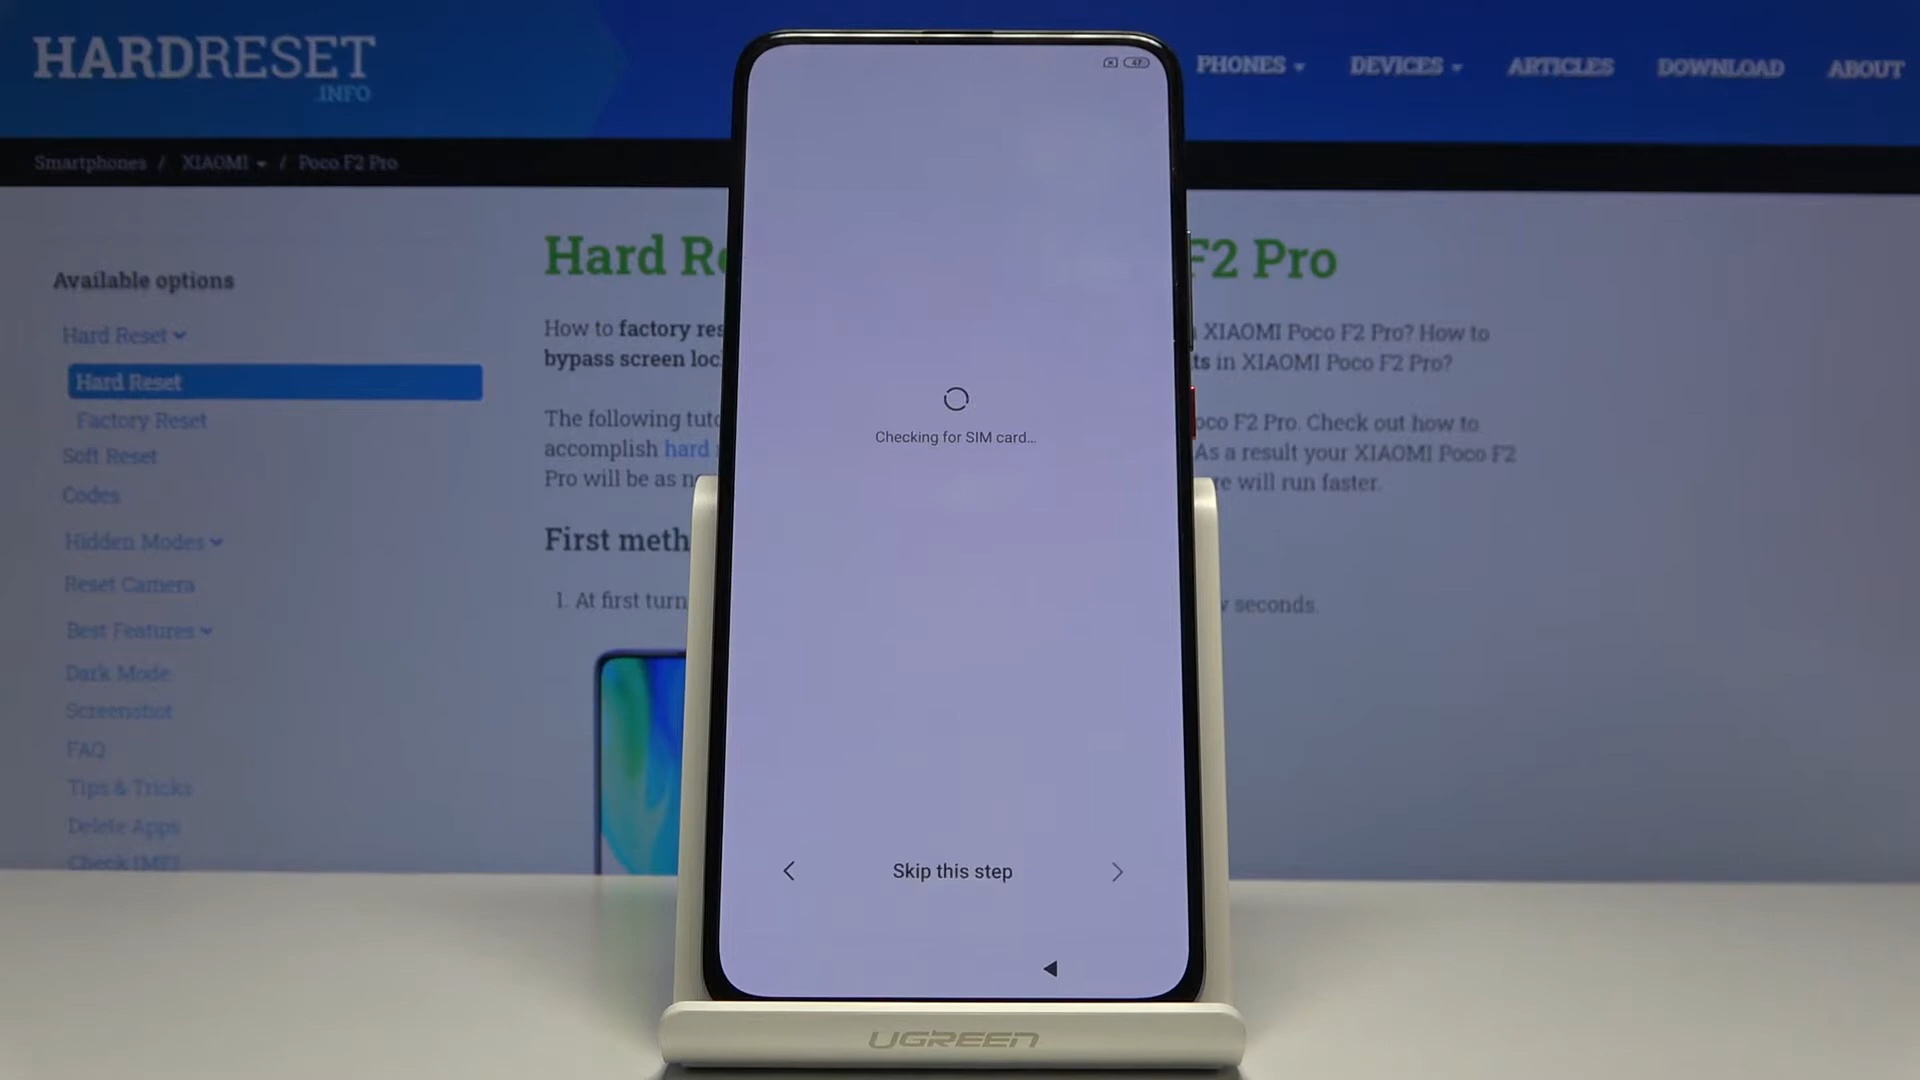 HARDRESET
.INFO
PHONES
DEVICES
ARTICLES
DOWNLOAD
ABOUT
Smartphones / XIAOMI / Poco F2 Pro
Available options
Hard Reset
Hard Reset
Factory Reset
Soft Reset
Codes
Hidden Modes
Reset Camera
Best Features
Dark Mode
Screenshot
FAQ
Tips & Tricks
Delete Apps
Check IMEI
Hard Re F2 Pro
How to factory res XIAOMI Poco F2 Pro? How to
bypass screen loc ts in XIAOMI Poco F2 Pro?
The following tuto oco F2 Pro. Check out how to
accomplish hard As a result your XIAOMI Poco F2
Pro will be as re will run faster.
First meth
1. At first turn seconds.
47
Checking for SIM card...
Skip this step
UGREEN